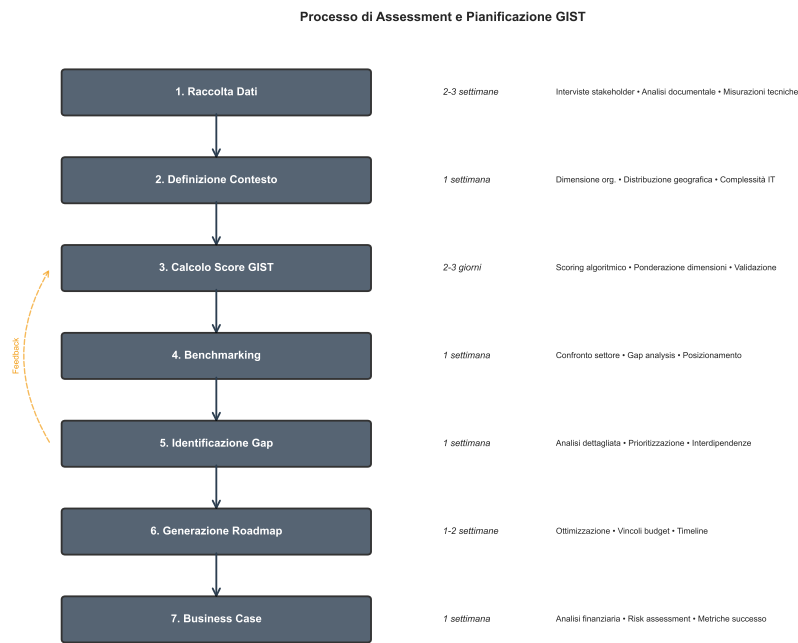 Processo di Assessment e Pianificazione GIST
1. Raccolta Dati
2-3 settimane
Interviste stakeholder • Analisi documentale • Misurazioni tecniche
2. Definizione Contesto
1 settimana
Dimensione org. • Distribuzione geografica • Complessità IT
3. Calcolo Score GIST
2-3 giorni
Scoring algoritmico • Ponderazione dimensioni • Validazione
Feedback
4. Benchmarking
1 settimana
Confronto settore • Gap analysis • Posizionamento
5. Identificazione Gap
1 settimana
Analisi dettagliata • Prioritizzazione • Interdipendenze
6. Generazione Roadmap
1-2 settimane
Ottimizzazione • Vincoli budget • Timeline
7. Business Case
1 settimana
Analisi finanziaria • Risk assessment • Metriche successo